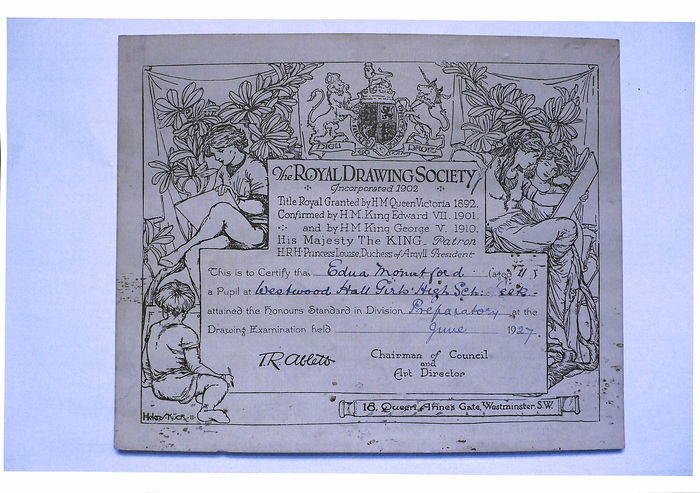 DIEU ET MON DROIT
The ROYAL DRAWING SOCIETY
Incorporated 1902
Title Royal Granted by H.M Queen Victoria 1892.
Confirmed by H.M. King Edward VII. 1901.
and by H M King George V. 1910.
His Majesty The KING. Patron
H.R.H. Princess Louise, Duchess of Argyll President
This is to Certify that Edna Mountford (aged 11
a Pupil at Westwood Hall Girls' High Sch: Leek
attained the Honours Standard in Division Preparatory at the
Drawing Examination held June 1927.
T.R. Ablett Chairman of Council
and
Art Director
18, Queen Anne's Gate, Westminster. S.W.